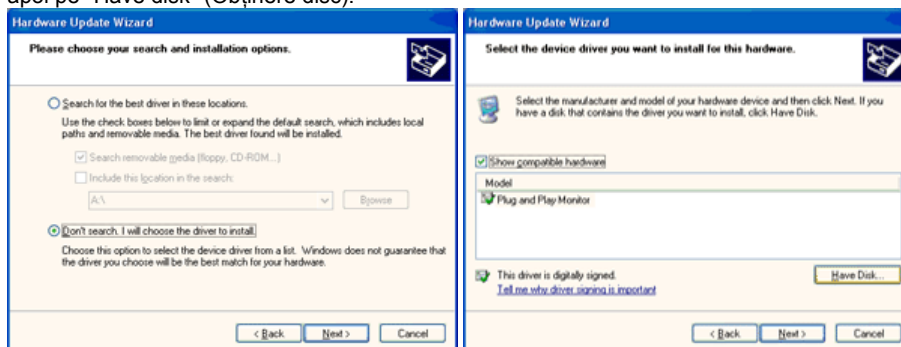 apoi pe "Have disk" (Obţinere disc).
Hardware Update Wizard
Please choose your search and installation options.
Search for the best driver in these locations.
Use the check boxes below to limit or expand the default search, which includes local
paths and removable media. The best driver found will be installed.
Search removable media (floppy, CD-ROM...)
Include this location in the search:
A:\
Browse
Don't search. I will choose the driver to install.
Choose this option to select the device driver from a list. Windows does not guarantee that
the driver you choose will be the best match for your hardware.
< Back Next > Cancel
Hardware Update Wizard
Select the device driver you want to install for this hardware.
Select the manufacturer and model of your hardware device and then click Next. If you
have a disk that contains the driver you want to install, click Have Disk.
Show compatible hardware
Model
Plug and Play Monitor
This driver is digitally signed.
Tell me why driver signing is important
Have Disk...
< Back Next > Cancel